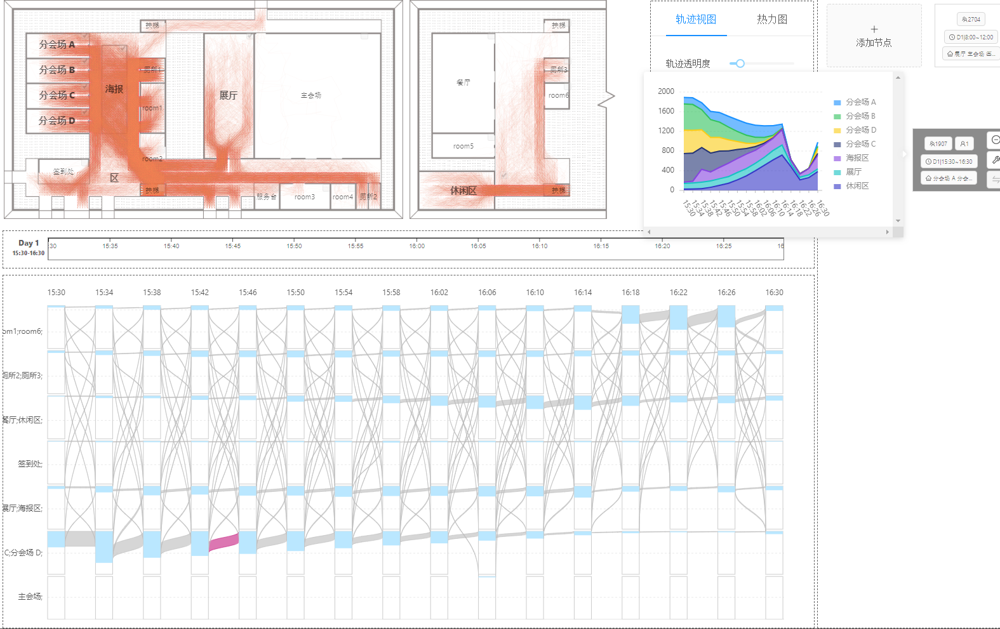 扶梯
分会场 A
分会场 B
分会场 C
分会场 D
海报
厕所1
room1
room2
展厅
主会场
签到处
区
扶梯
服务台
room3
room4
厕所2
扶梯
餐厅
厕所3
room6
room5
休闲区
扶梯
轨迹视图
热力图
轨迹透明度
+
添加节点
2704
D1|8:00~12:00
展厅 主会场 签...
2000
1600
1200
800
400
0
15:30
15:34
15:38
15:42
15:46
15:50
15:54
15:58
16:02
16:06
16:10
16:14
16:18
16:22
16:26
16:30
分会场 A
分会场 B
分会场 D
分会场 C
海报区
展厅
休闲区
1907
1
D1|15:30~16:30
分会场 A 分会...
Day 1
15:30-16:30
:30
15:35
15:40
15:45
15:50
15:55
16:00
16:05
16:10
16:15
16:20
16:25
16
15:30
15:34
15:38
15:42
15:46
15:50
15:54
15:58
16:02
16:06
16:10
16:14
16:18
16:22
16:26
16:30
om1;room6;
厕所2;厕所3;
餐厅;休闲区;
签到处;
展厅;海报区;
C;分会场 D;
主会场;